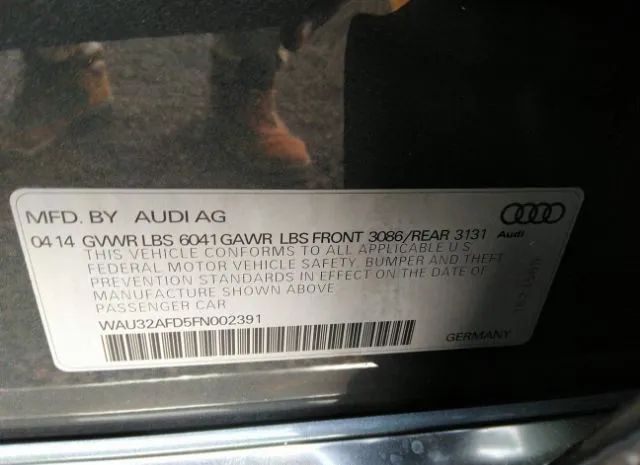 MFD. BY AUDI AG
0414 GVWR LBS 6041 GAWR LBS FRONT 3086/REAR 3131
Audi
THIS VEHICLE CONFORMS TO ALL APPLICABLE U.S.
FEDERAL MOTOR VEHICLE SAFETY, BUMPER AND THEFT
PREVENTION STANDARDS IN EFFECT ON THE DATE OF
MANUFACTURE SHOWN ABOVE
PASSENGER CAR
WAU32AFD5FN002391
GERMANY